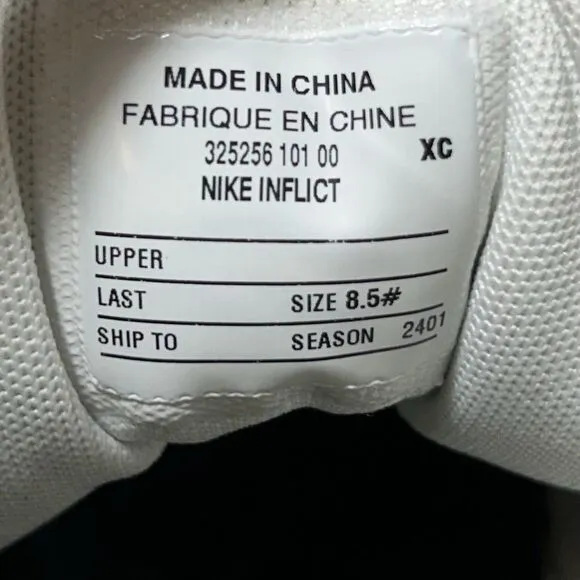 MADE IN CHINA
FABRIQUE EN CHINE
325256 101 00 XC
NIKE INFLICT
UPPER
LAST SIZE 8.5#
SHIP TO SEASON 2401